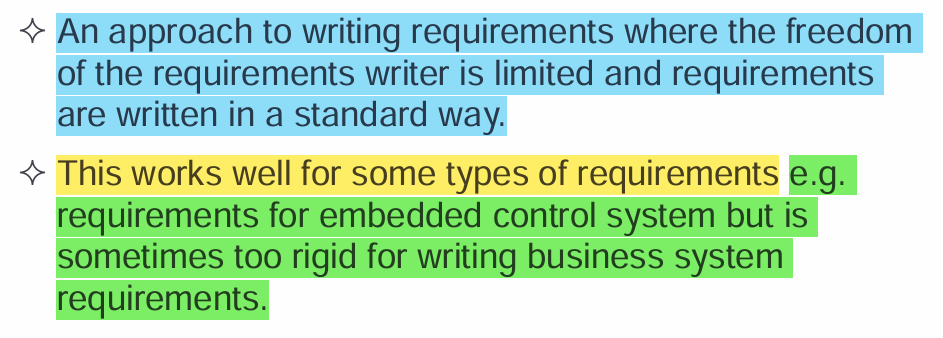 An approach to writing requirements where the freedom
of the requirements writer is limited and requirements
are written in a standard way.
This works well for some types of requirements e.g.
requirements for embedded control system but is
sometimes too rigid for writing business system
requirements.